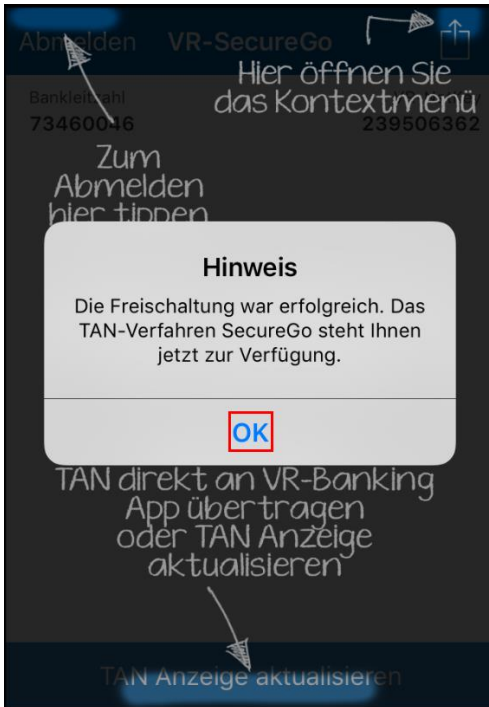 Abmelden VR-SecureGo
Hier öffnen Sie
das Kontextmenü
Bankleitzahl
73460046 239506362
Zum
Abmelden
hier tippen
Hinweis
Die Freischaltung war erfolgreich. Das
TAN-Verfahren SecureGo steht Ihnen
jetzt zur Verfügung.
OK
TAN direkt an VR-Banking
App übertragen
oder TAN Anzeige
aktualisieren
TAN Anzeige aktualisieren